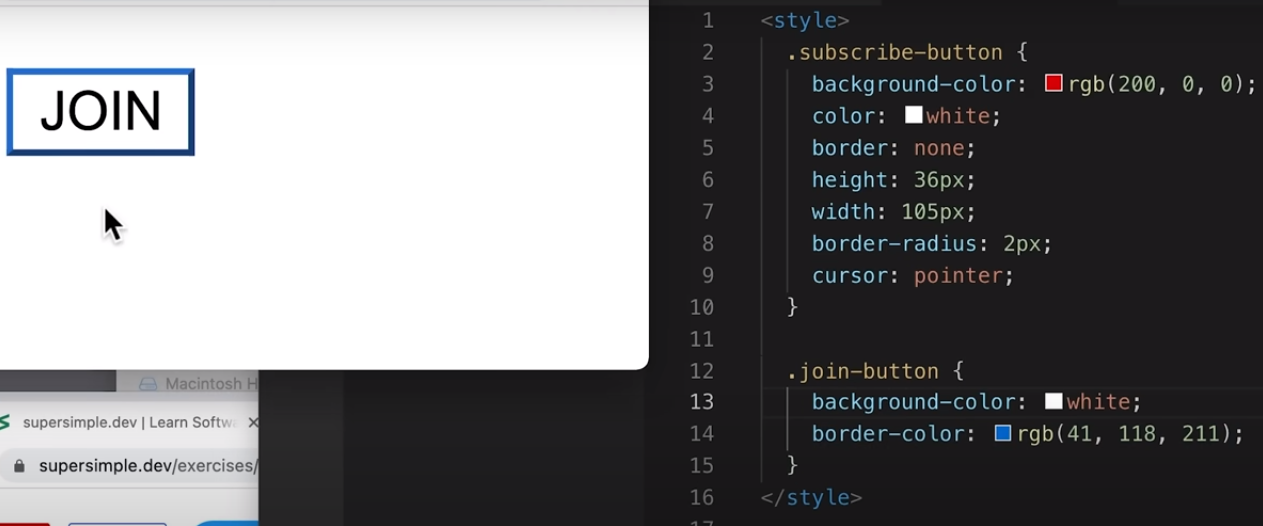 JOIN
Macintosh H
supersimple.dev | Learn Softw
supersimple.dev/exercises/
1 <style>
2 .subscribe-button {
3 background-color: rgb(200, 0, 0);
4 color: white;
5 border: none;
6 height: 36px;
7 width: 105px;
8 border-radius: 2px;
9 cursor: pointer;
10 }
11
12 .join-button {
13 background-color: white;
14 border-color: rgb(41, 118, 211);
15 }
16 </style>
17